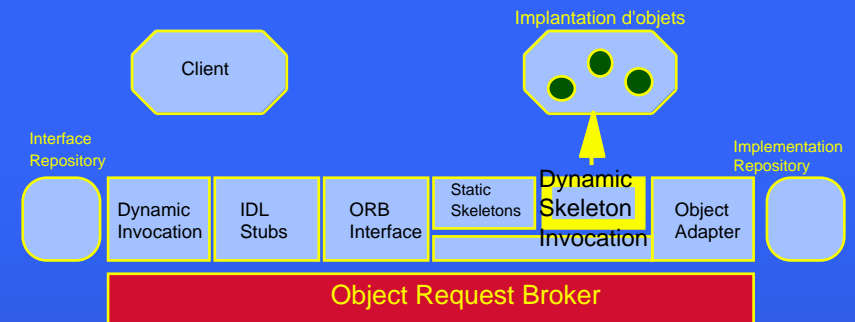 Implantation d'objets
Client
Interface
Repository
Implementation
Repository
Dynamic
Invocation
IDL
Stubs
ORB
Interface
Static
Skeletons
Dynamic
Skeleton
Invocation
Object
Adapter
Object Request Broker